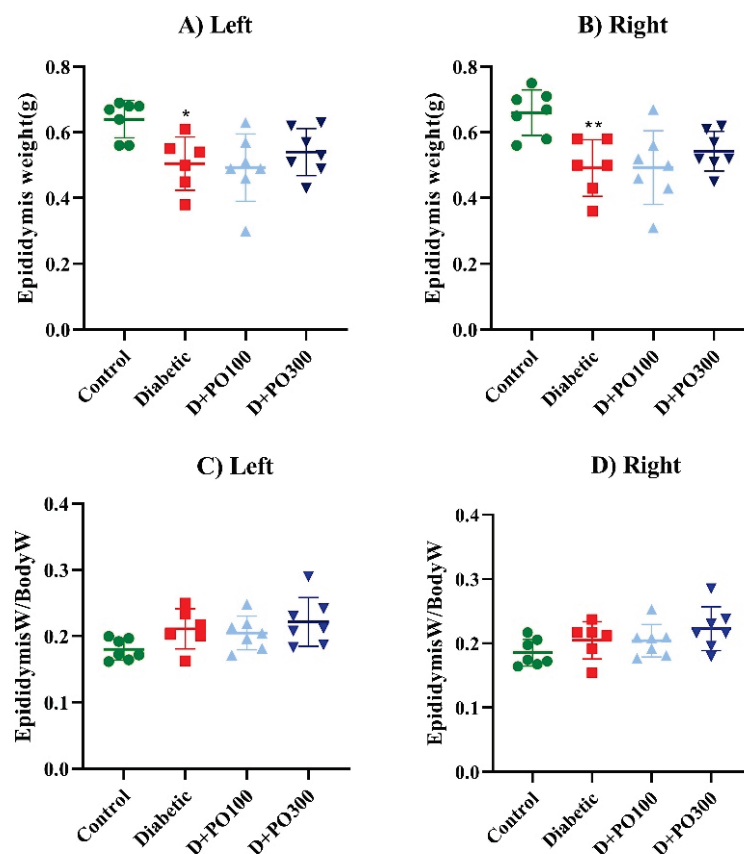 A) Left
Epididymis weight(g)
0.8
0.6
0.4
0.2
0.0
*
Control
Diabetic
D+PO100
D+PO300
B) Right
Epididymis weight(g)
0.8
0.6
0.4
0.2
0.0
**
Control
Diabetic
D+PO100
D+PO300
C) Left
EpididymisW/BodyW
0.4
0.3
0.2
0.1
0.0
Control
Diabetic
D+PO100
D+PO300
D) Right
EpididymisW/BodyW
0.4
0.3
0.2
0.1
0.0
Control
Diabetic
D+PO100
D+PO300